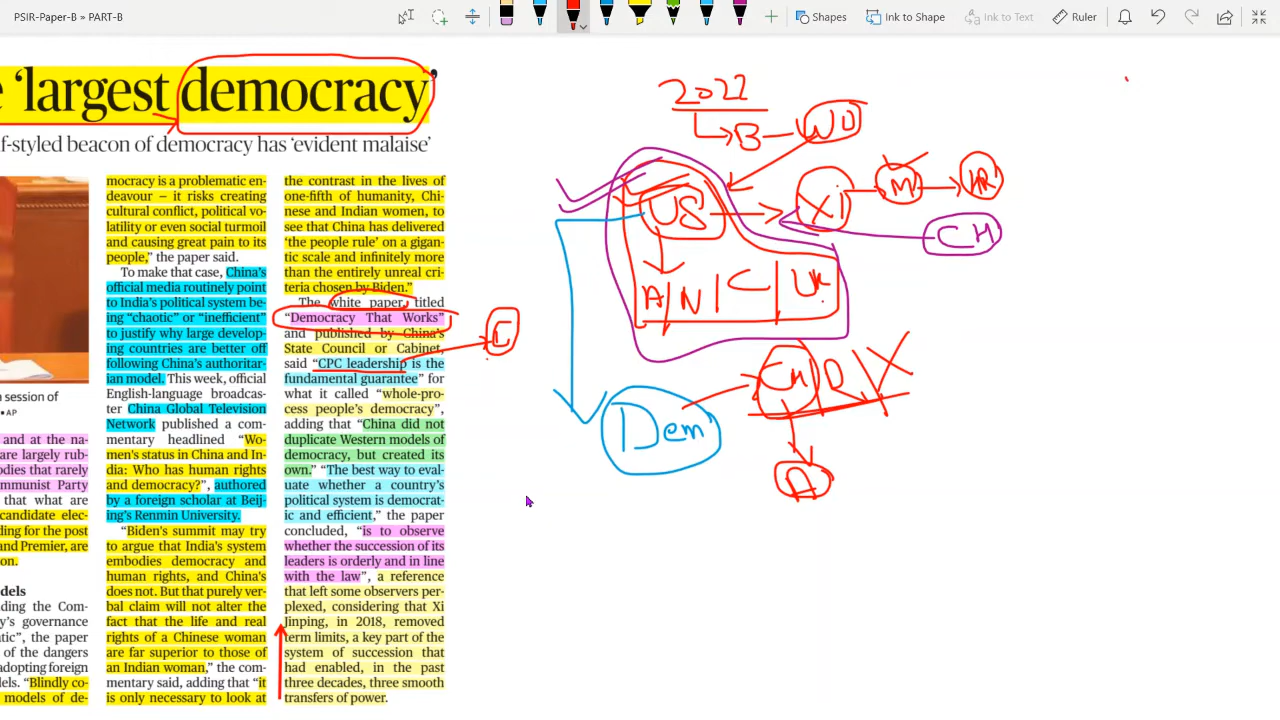 PSIR-Paper-B » PART-B
Shapes
Ink to Shape
Ink to Text
Ruler
e ‘largest democracy’
lf-styled beacon of democracy has ‘evident malaise’
a session of
• AP
and at the na-
are largely rub-
odies that rarely
mmunist Party
that what are
candidate elec-
ding for the post
and Premier, are
on.
dels
ding the Com-
y’s governance
atic”, the paper
of the dangers
adopting foreign
els. “Blindly co-
models of de-
mocracy is a problematic en-
deavour – it risks creating
cultural conflict, political vo-
latility or even social turmoil
and causing great pain to its
people,” the paper said.
To make that case, China’s
official media routinely point
to India’s political system be-
ing “chaotic” or “inefficient”
to justify why large develop-
ing countries are better off
following China’s authoritar-
ian model. This week, official
English-language broadcas-
ter China Global Television
Network published a com-
mentary headlined “Wo-
men’s status in China and In-
dia: Who has human rights
and democracy?”, authored
by a foreign scholar at Beij-
ing’s Renmin University.
“Biden’s summit may try
to argue that India’s system
embodies democracy and
human rights, and China’s
does not. But that purely ver-
bal claim will not alter the
fact that the life and real
rights of a Chinese woman
are far superior to those of
an Indian woman,” the com-
mentary said, adding that “it
is only necessary to look at
the contrast in the lives of
one-fifth of humanity, Chi-
nese and Indian women, to
see that China has delivered
‘the people rule’ on a gigan-
tic scale and infinitely more
than the entirely unreal cri-
teria chosen by Biden.”
The white paper, titled
“Democracy That Works”
and published by China’s
State Council or Cabinet,
said “CPC leadership is the
fundamental guarantee” for
what it called “whole-pro-
cess people’s democracy”,
adding that “China did not
duplicate Western models of
democracy, but created its
own.” “The best way to eval-
uate whether a country’s
political system is democrat-
ic and efficient,” the paper
concluded, “is to observe
whether the succession of its
leaders is orderly and in line
with the law”, a reference
that left some observers per-
plexed, considering that Xi
Jinping, in 2018, removed
term limits, a key part of the
system of succession that
had enabled, in the past
three decades, three smooth
transfers of power.
2022
B WO
US XI M HR
CH
A/N | C | UK
Dem CH R X
A